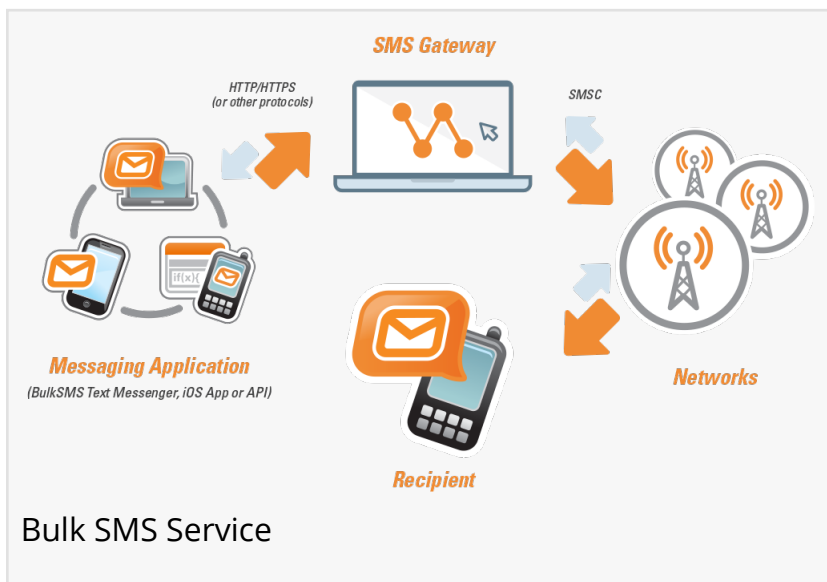 SMS Gateway
HTTP/HTTPS
(or other protocols)
SMSC
if(x){
Messaging Application
(BulkSMS Text Messenger, iOS App or API)
Networks
Recipient
Bulk SMS Service